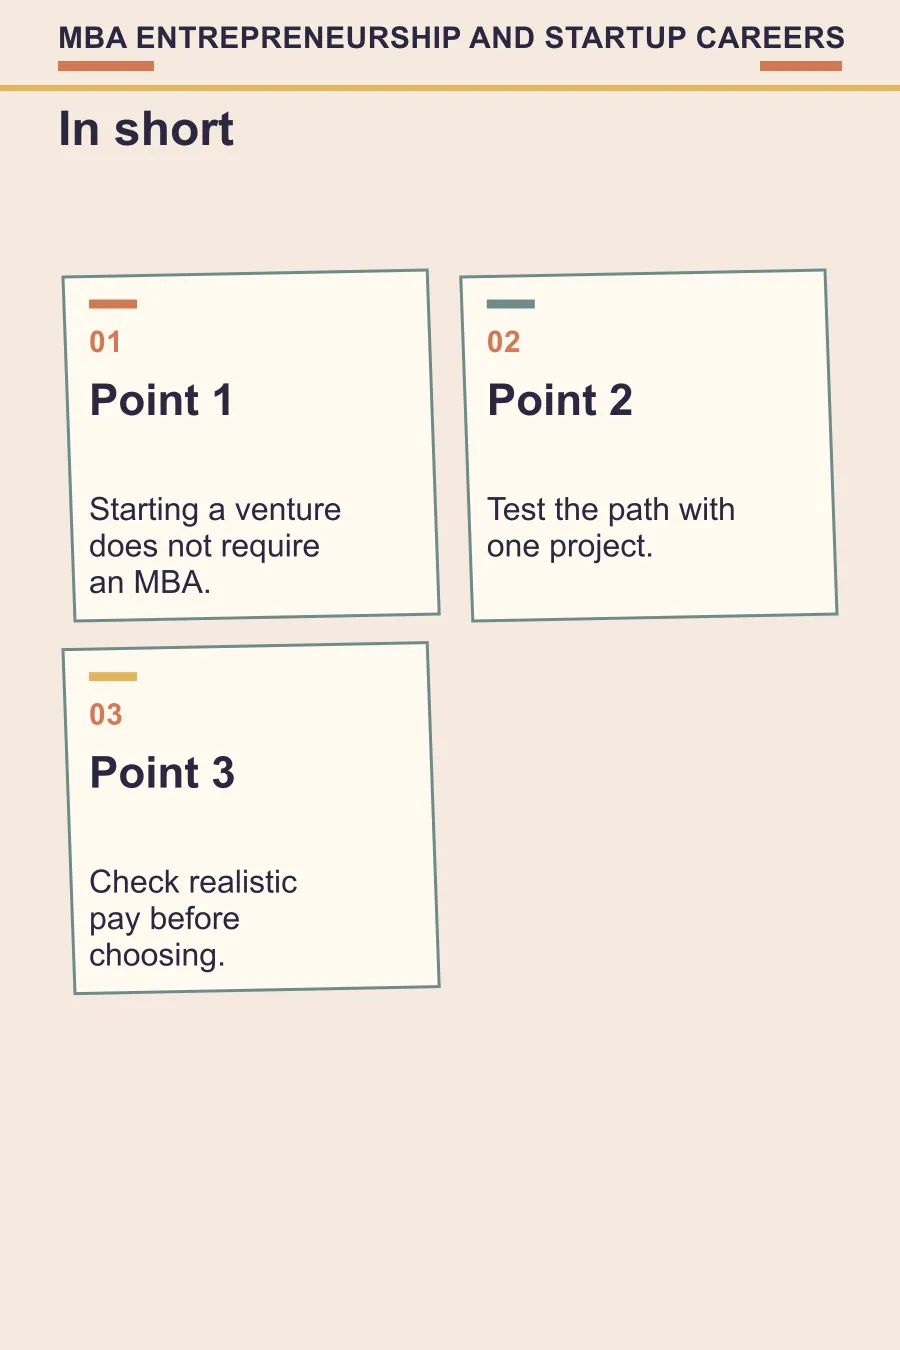 MBA ENTREPRENEURSHIP AND STARTUP CAREERS
In short
01
Point 1
Starting a venture
does not require
an MBA.
02
Point 2
Test the path with
one project.
03
Point 3
Check realistic
pay before
choosing.